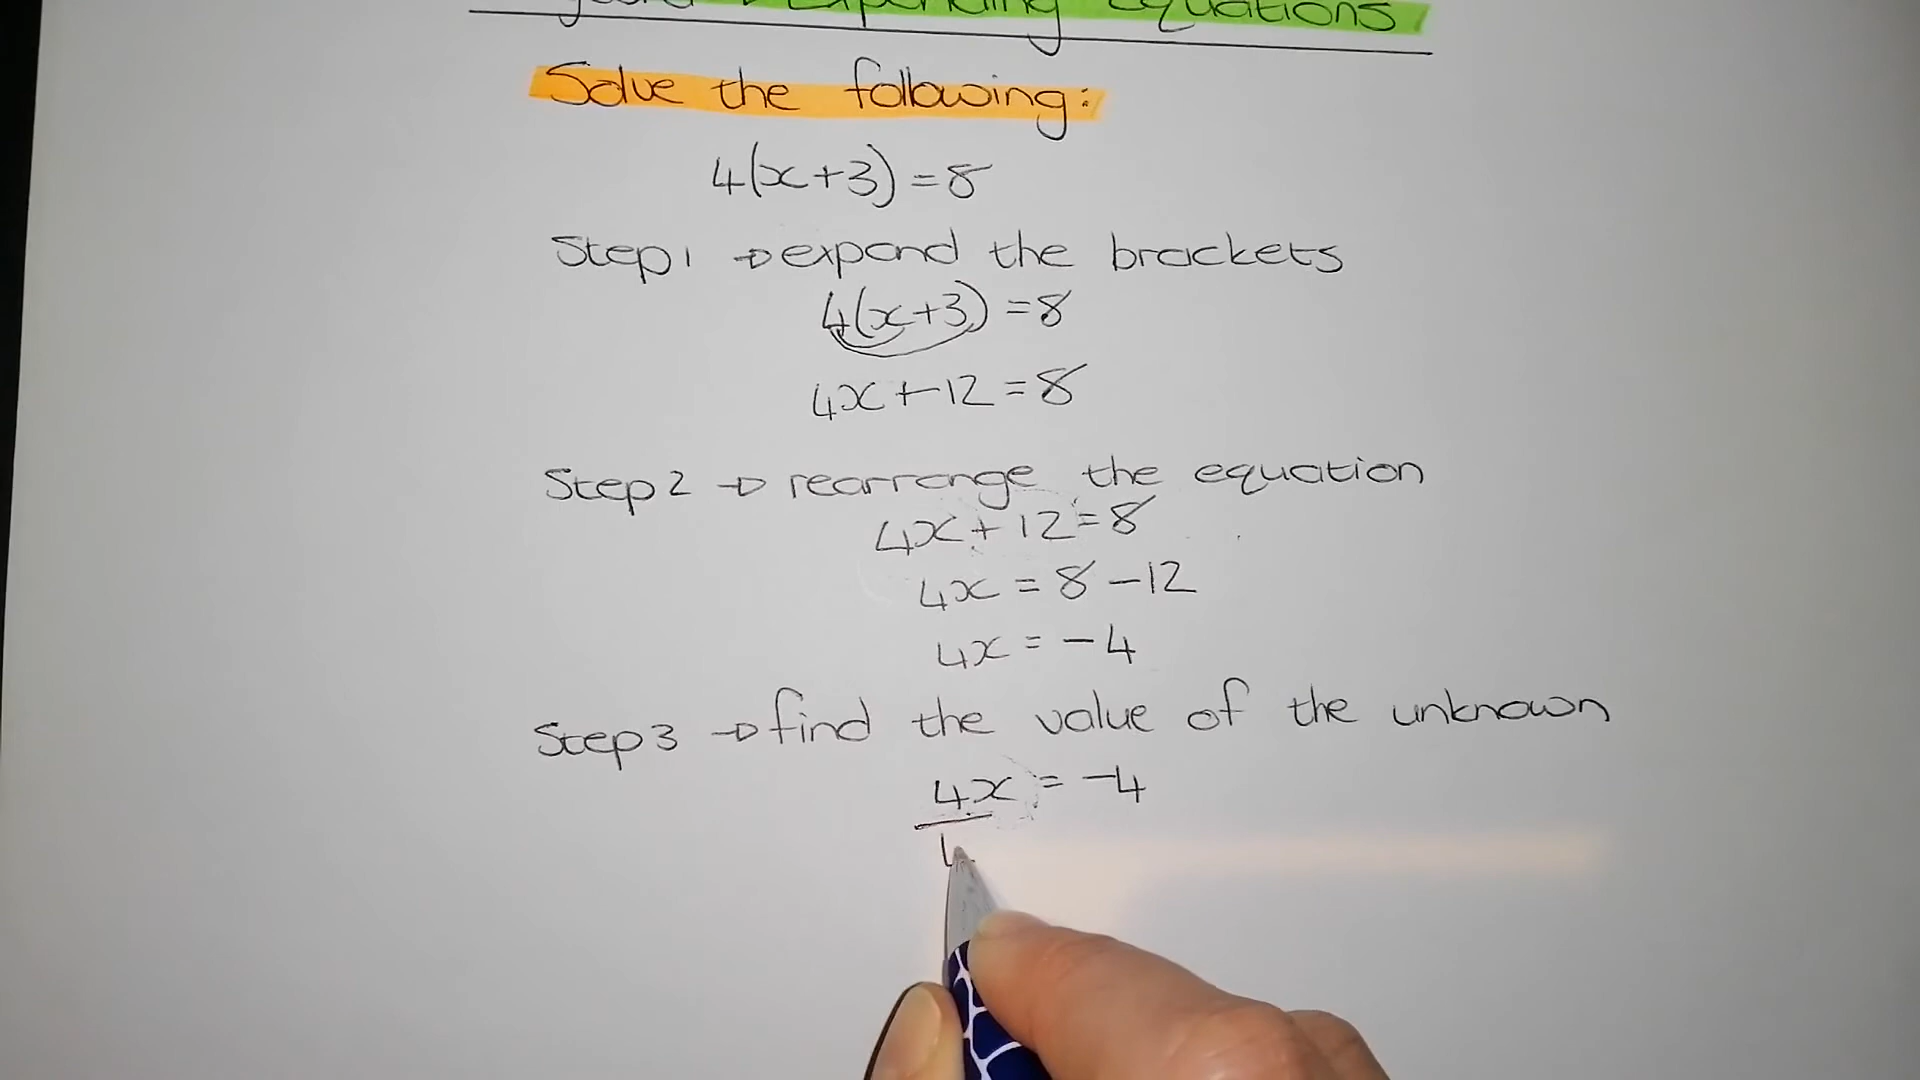 Expanding Equations
Solve the following:
4(x+3)=8
Step 1 → expand the brackets
4(x+3)=8
4x+12=8
Step 2 → rearrange the equation
4x+12=8
4x=8-12
4x=-4
Step 3 → find the value of the unknown
4x=-4